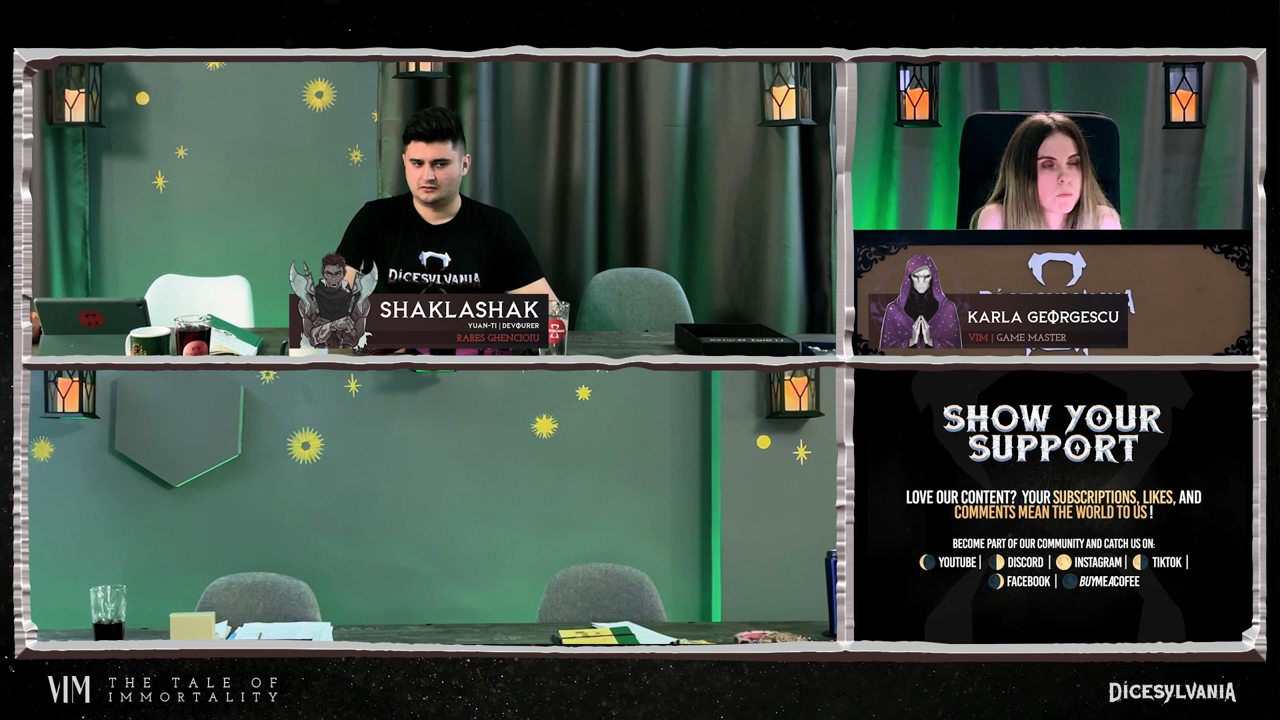 DICESYLVANIA
SHAKLASHAK
YUAN-TI | DEVOURER
RARES GHENCIOIU
KARLA GEORGESCU
VIM | GAME MASTER
SHOW YOUR
SUPPORT
LOVE OUR CONTENT? YOUR SUBSCRIPTIONS, LIKES, AND
COMMENTS MEAN THE WORLD TO US!
BECOME PART OF OUR COMMUNITY AND CATCH US ON:
YOUTUBE | DISCORD | INSTAGRAM | TIKTOK |
FACEBOOK | BUYMEACOFEE
VIM THE TALE OF
IMMORTALITY
DICESYLVANIA